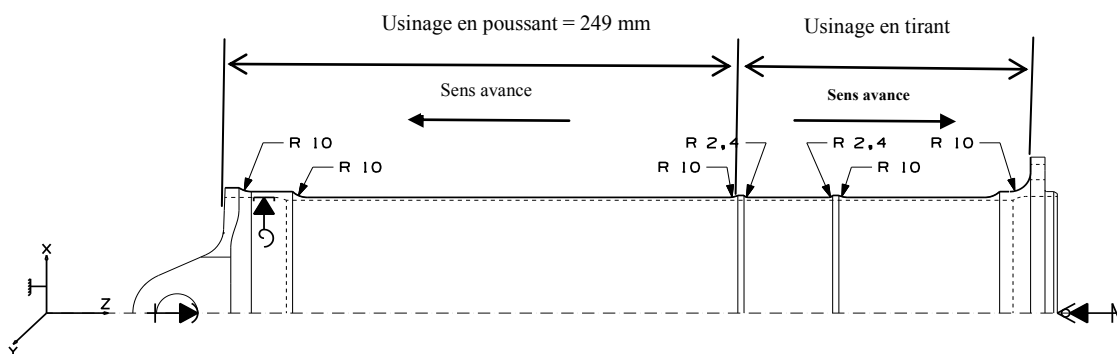 Usinage en poussant = 249 mm
Usinage en tirant
Sens avance
Sens avance
R 10
R 10
R 2,4
R 10
R 2,4
R 10
R 10
X
Z
Y